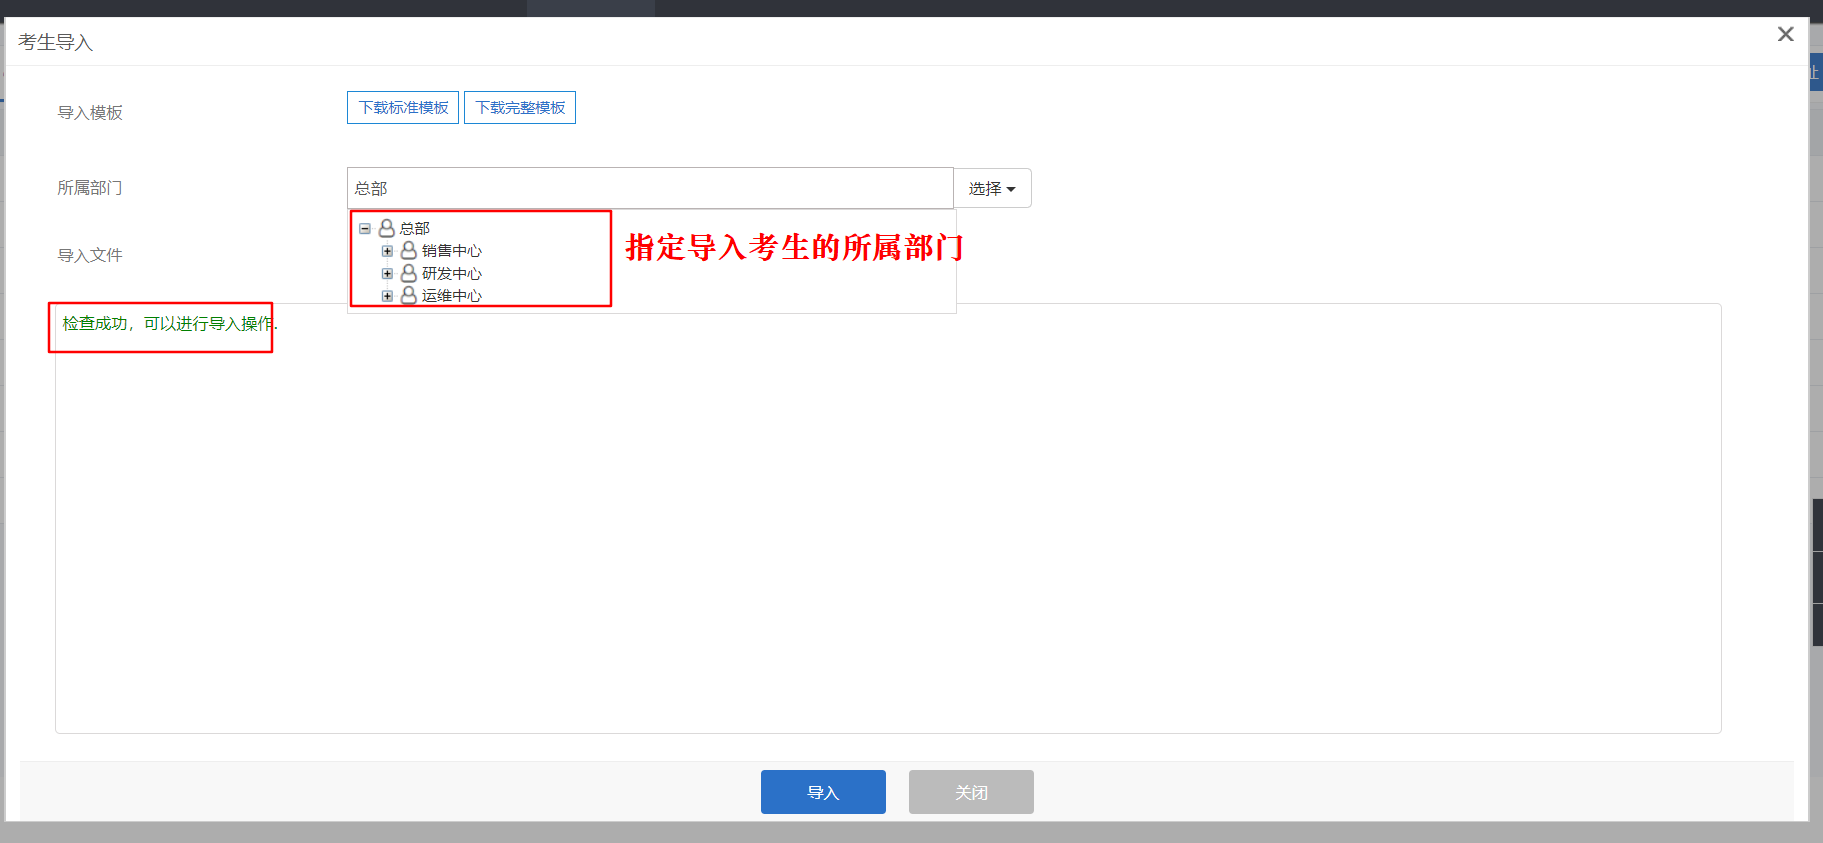 考生导入
导入模板
下载标准模板 下载完整模板
所属部门
总部
选择
总部
销售中心
研发中心
运维中心
指定导入考生的所属部门
导入文件
检查成功，可以进行导入操作.
导入
关闭
址